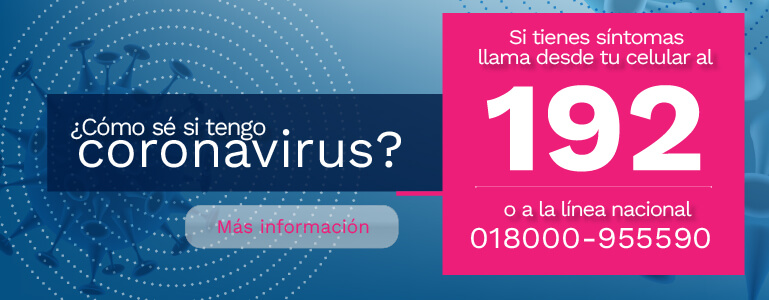 ¿Cómo sé si tengo
coronavirus?
Más información
Si tienes síntomas
llama desde tu celular al
192
o a la línea nacional
018000-955590